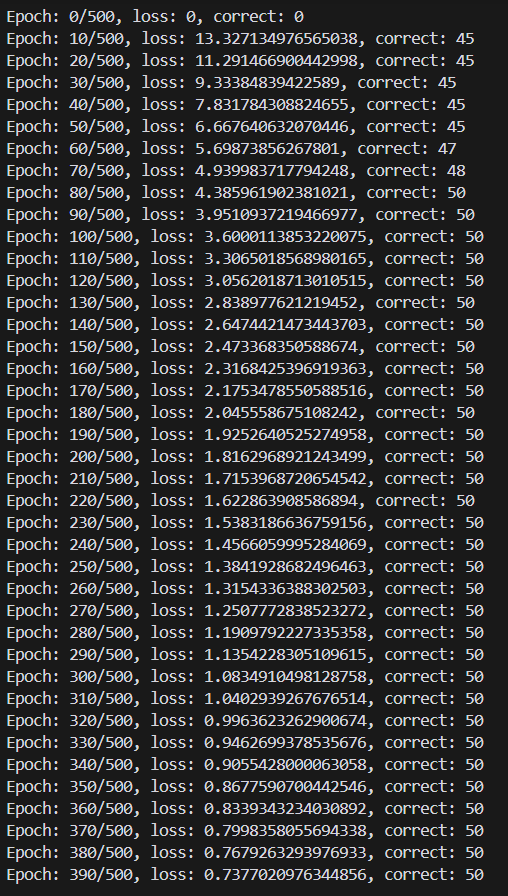 Epoch: 0/500, loss: 0, correct: 0
Epoch: 10/500, loss: 13.327134976565038, correct: 45
Epoch: 20/500, loss: 11.291466900442998, correct: 45
Epoch: 30/500, loss: 9.33384839422589, correct: 45
Epoch: 40/500, loss: 7.831784308824655, correct: 45
Epoch: 50/500, loss: 6.667640632070446, correct: 45
Epoch: 60/500, loss: 5.69873856267801, correct: 47
Epoch: 70/500, loss: 4.939983717794248, correct: 48
Epoch: 80/500, loss: 4.385961902381021, correct: 50
Epoch: 90/500, loss: 3.9510937219466977, correct: 50
Epoch: 100/500, loss: 3.6000113853220075, correct: 50
Epoch: 110/500, loss: 3.3065018568980165, correct: 50
Epoch: 120/500, loss: 3.0562018713010515, correct: 50
Epoch: 130/500, loss: 2.838977621219452, correct: 50
Epoch: 140/500, loss: 2.6474421473443703, correct: 50
Epoch: 150/500, loss: 2.473368350588674, correct: 50
Epoch: 160/500, loss: 2.3168425396919363, correct: 50
Epoch: 170/500, loss: 2.1753478550588516, correct: 50
Epoch: 180/500, loss: 2.045558675108242, correct: 50
Epoch: 190/500, loss: 1.9252640525274958, correct: 50
Epoch: 200/500, loss: 1.8162968921243499, correct: 50
Epoch: 210/500, loss: 1.7153968720654542, correct: 50
Epoch: 220/500, loss: 1.622863908586894, correct: 50
Epoch: 230/500, loss: 1.5383186636759156, correct: 50
Epoch: 240/500, loss: 1.4566059995284069, correct: 50
Epoch: 250/500, loss: 1.3841928682496463, correct: 50
Epoch: 260/500, loss: 1.3154336388302503, correct: 50
Epoch: 270/500, loss: 1.2507772838523272, correct: 50
Epoch: 280/500, loss: 1.1909792227335358, correct: 50
Epoch: 290/500, loss: 1.1354228305109615, correct: 50
Epoch: 300/500, loss: 1.0834910498128758, correct: 50
Epoch: 310/500, loss: 1.0402939267676514, correct: 50
Epoch: 320/500, loss: 0.9963623262900674, correct: 50
Epoch: 330/500, loss: 0.9462699378535676, correct: 50
Epoch: 340/500, loss: 0.9055428000063058, correct: 50
Epoch: 350/500, loss: 0.8677590700442546, correct: 50
Epoch: 360/500, loss: 0.8339343234030892, correct: 50
Epoch: 370/500, loss: 0.7998358055694338, correct: 50
Epoch: 380/500, loss: 0.7679263293976933, correct: 50
Epoch: 390/500, loss: 0.7377020976344856, correct: 50